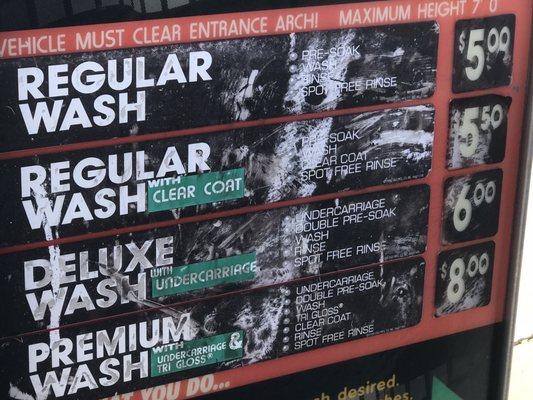 VEHICLE MUST CLEAR ENTRANCE ARCH! MAXIMUM HEIGHT 7' 0
REGULAR
WASH
PRE-SOAK
WASH
RINSE
SPOT FREE RINSE
$5.00
REGULAR
WASH WITH CLEAR COAT
PRE-SOAK
WASH
CLEAR COAT
SPOT FREE RINSE
$5.50
DELUXE
WASH WITH UNDERCARRIAGE
UNDERCARRIAGE
DOUBLE PRE-SOAK
WASH
RINSE
SPOT FREE RINSE
$6.00
PREMIUM
WASH WITH UNDERCARRIAGE &
TRI GLOSS®
UNDERCARRIAGE
DOUBLE PRE-SOAK
WASH
TRI GLOSS®
CLEAR COAT
RINSE
SPOT FREE RINSE
$8.00
WHAT YOU DO...
desired.